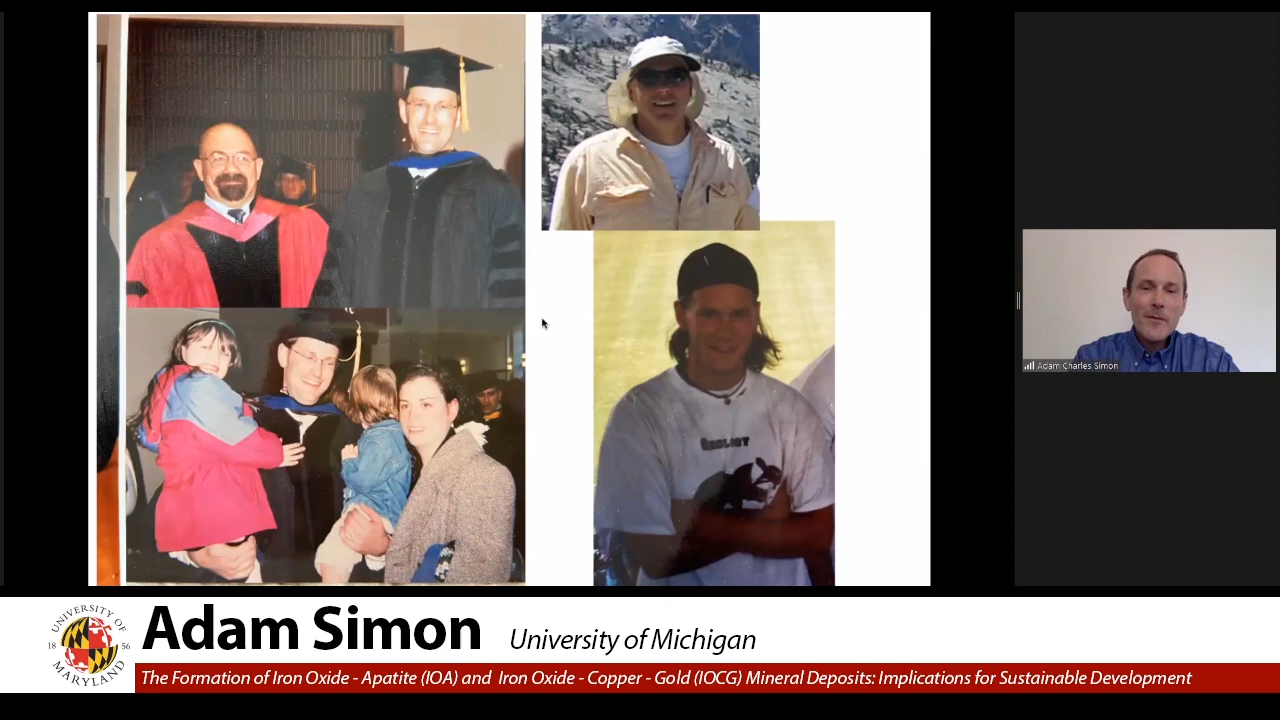 GEOLOGY
Adam Charles Simon
UNIVERSITY OF
18 56
MARYLAND
Adam Simon
University of Michigan
The Formation of Iron Oxide - Apatite (IOA) and Iron Oxide - Copper - Gold (IOCG) Mineral Deposits: Implications for Sustainable Development